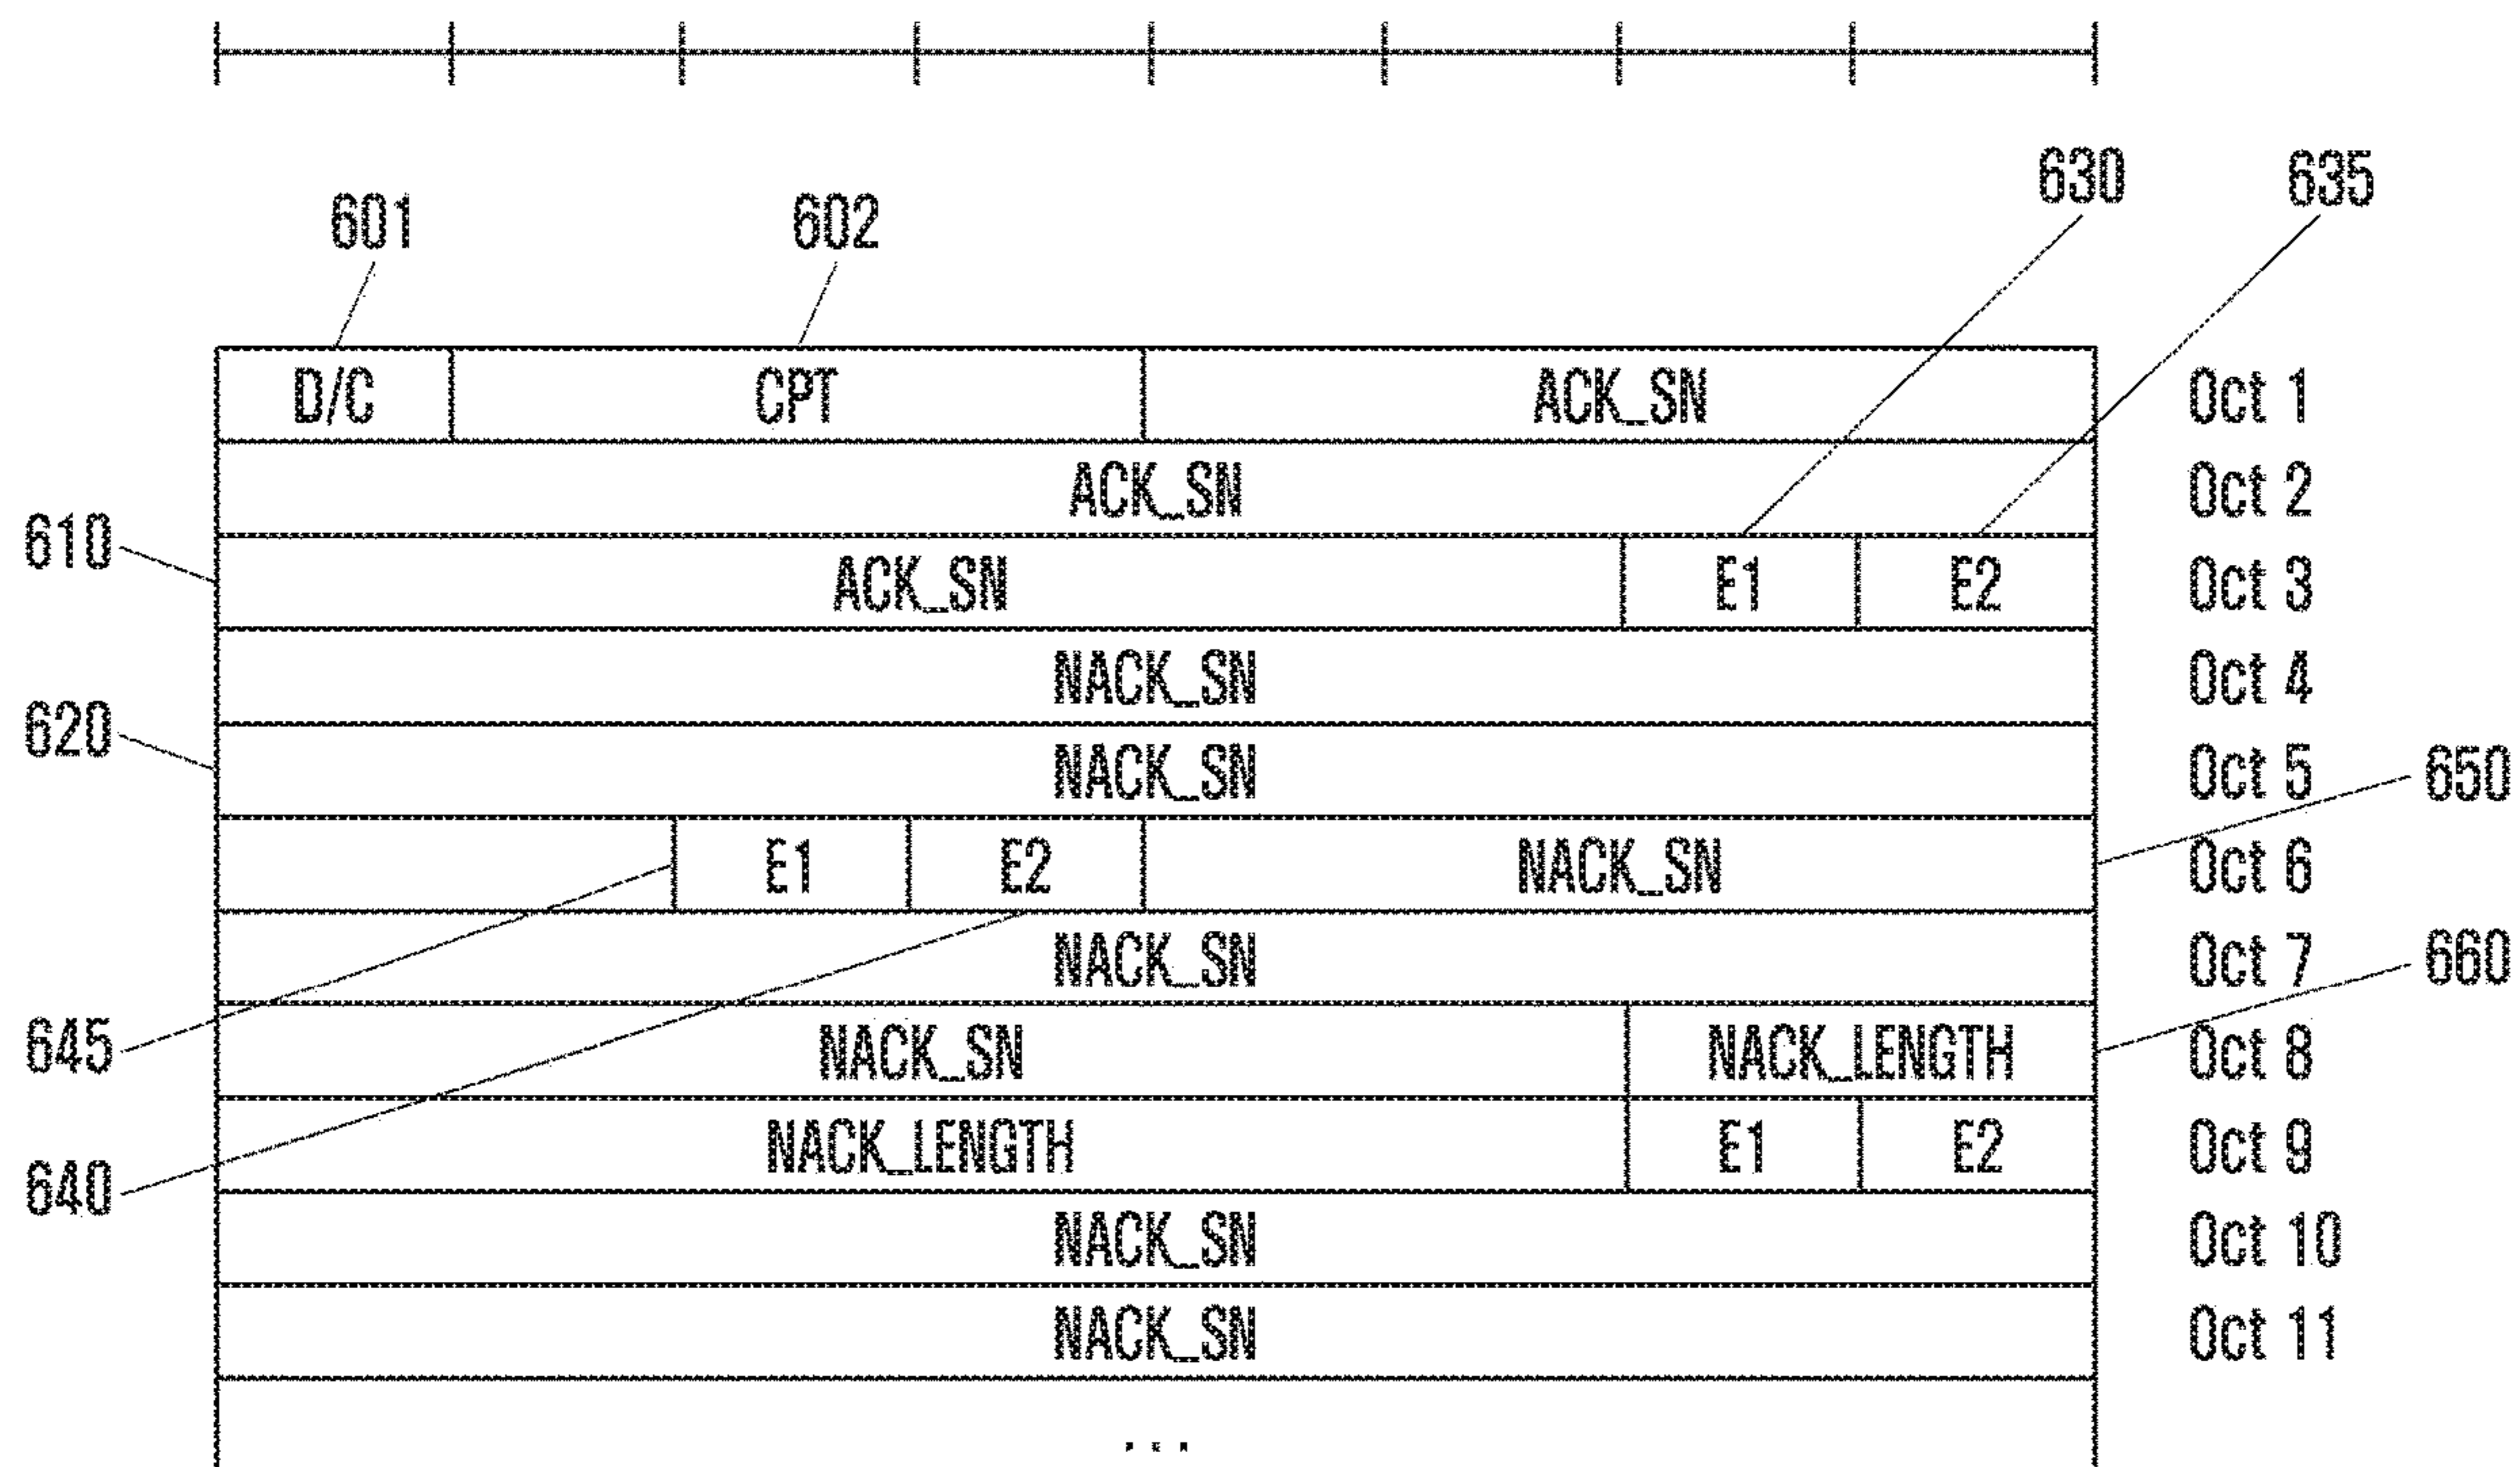 630 635
601 602
D/C CPT ACK_SN Oct 1
ACK_SN Oct 2
610 ACK_SN E1 E2 Oct 3
NACK_SN Oct 4
620 NACK_SN Oct 5 650
E1 E2 NACK_SN Oct 6
NACK_SN Oct 7 660
645 NACK_SN NACK_LENGTH Oct 8
640 NACK_LENGTH E1 E2 Oct 9
NACK_SN Oct 10
NACK_SN Oct 11
...